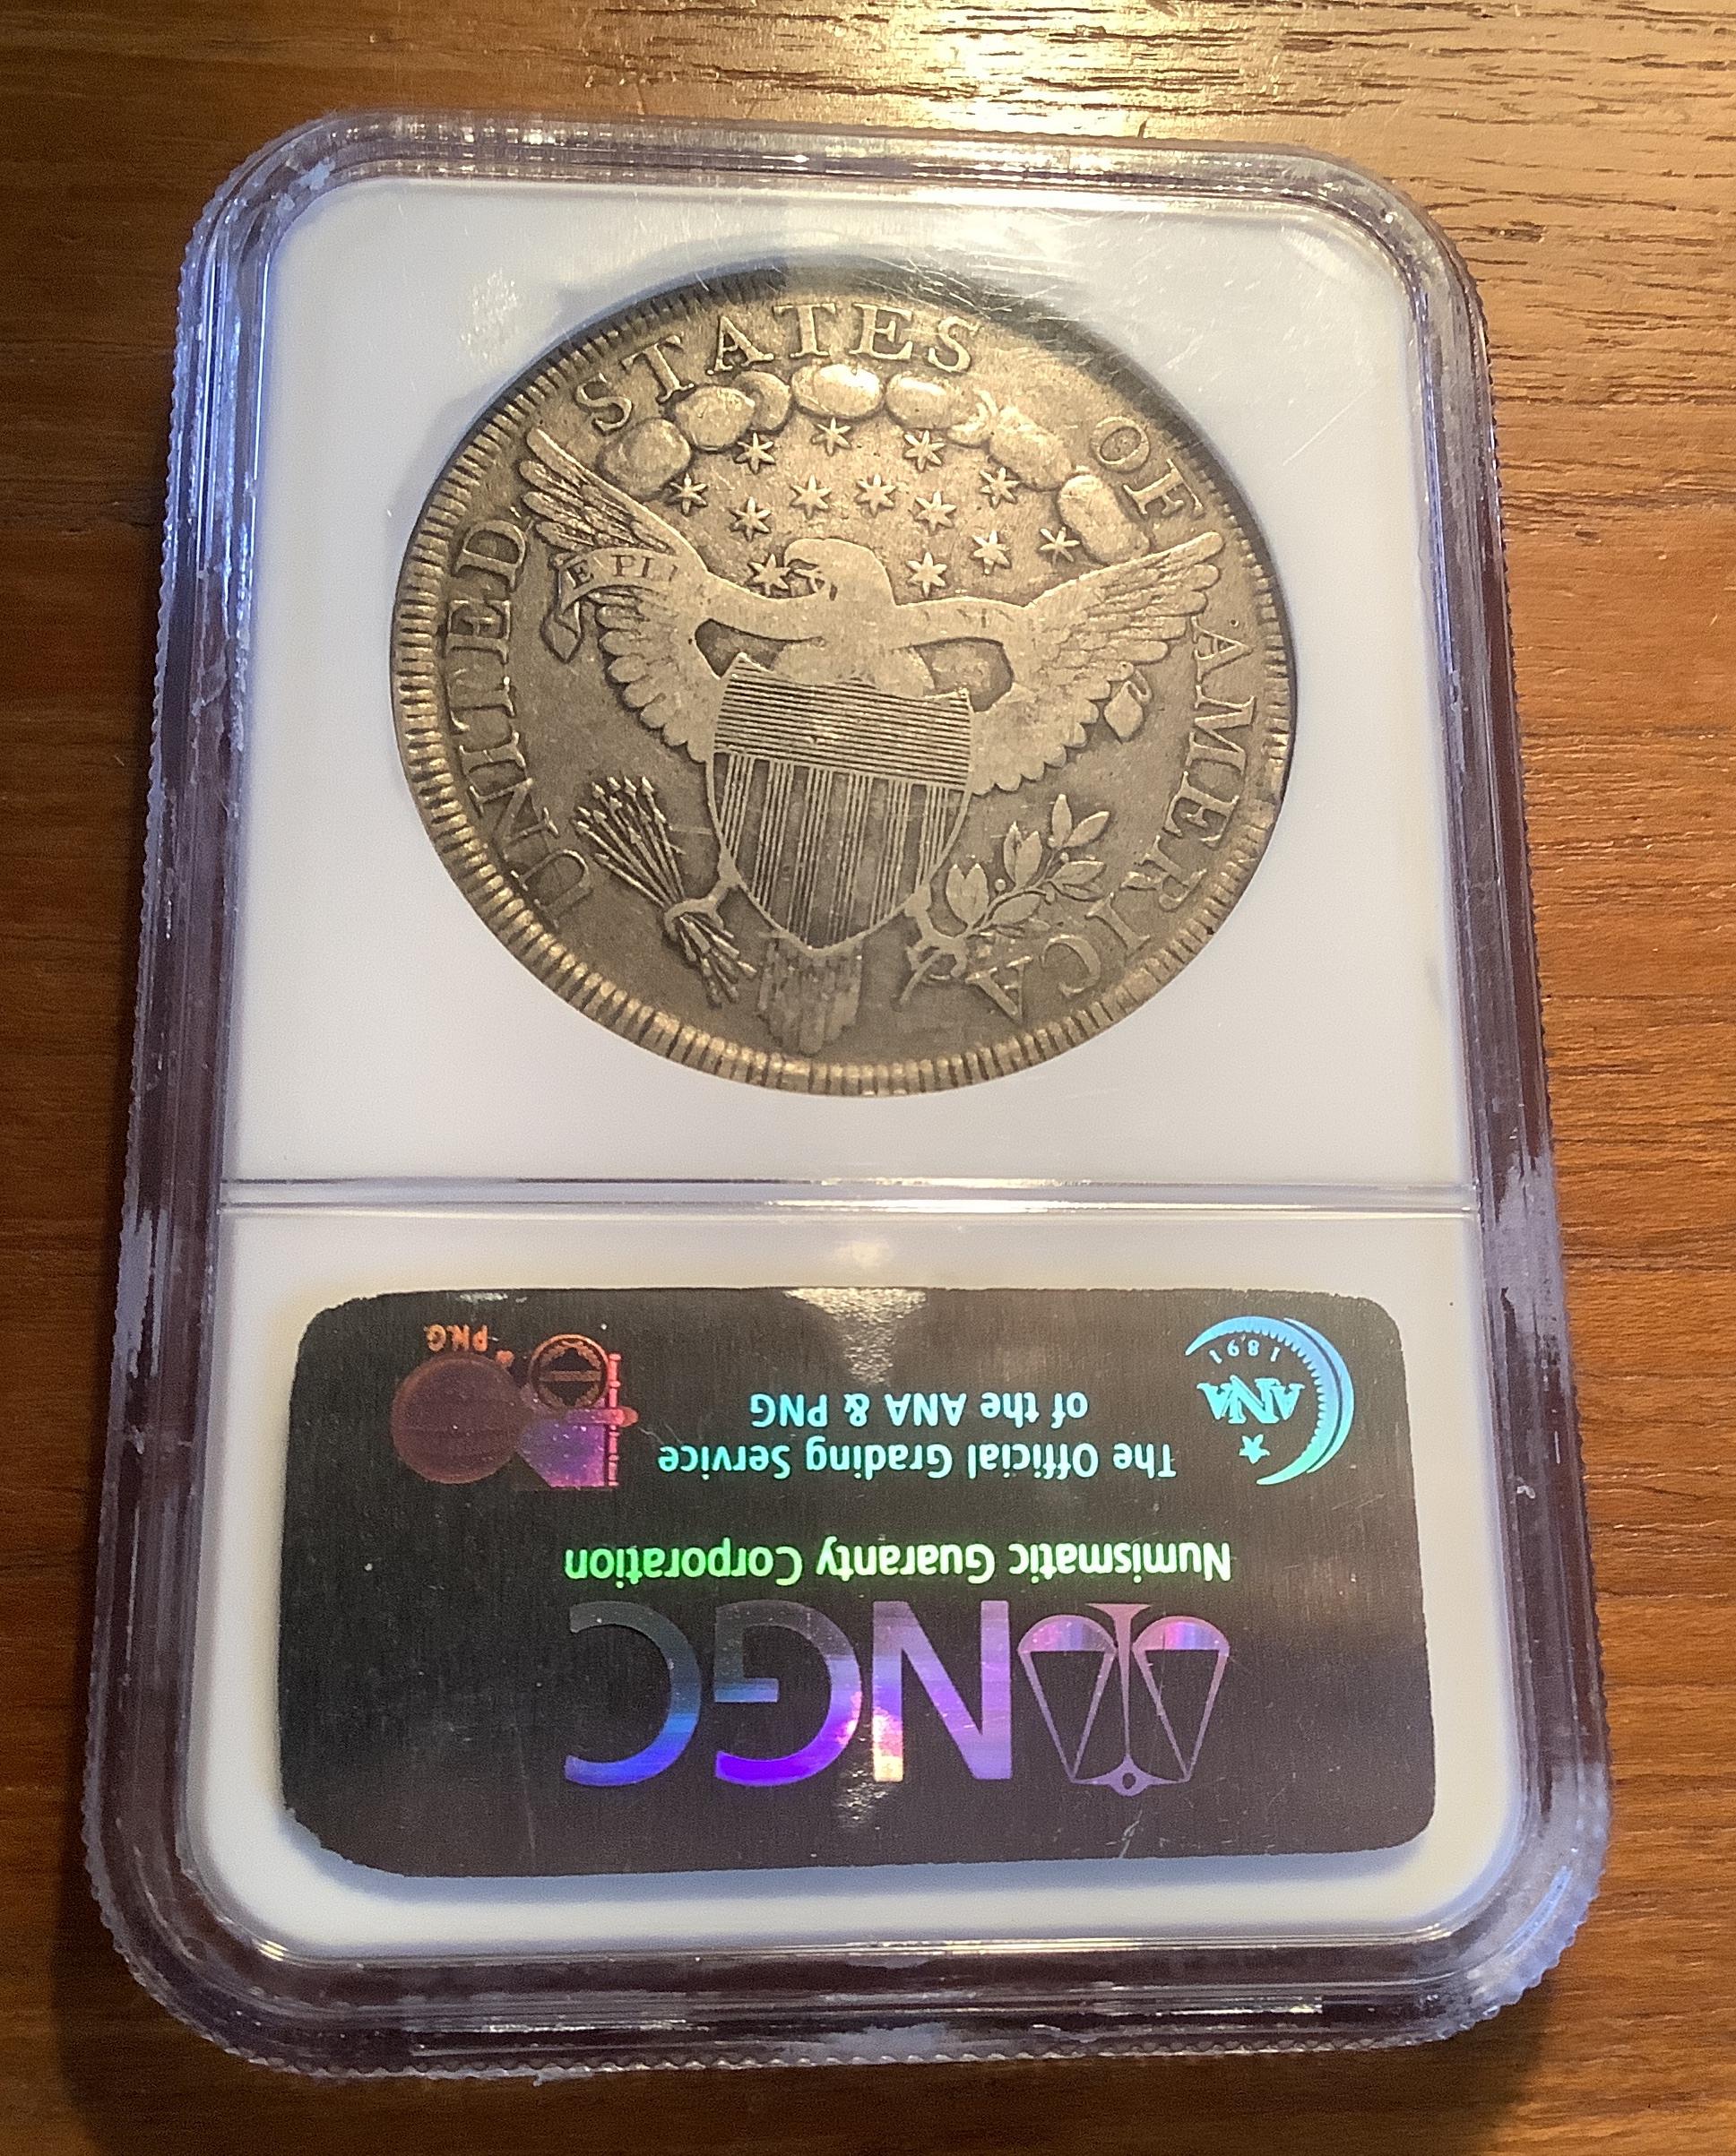 UNITED STATES OF AMERICA
E PL
NGC
Numismatic Guaranty Corporation
The Official Grading Service
of the ANA & PNG
ANA
1891
& P.N.G.